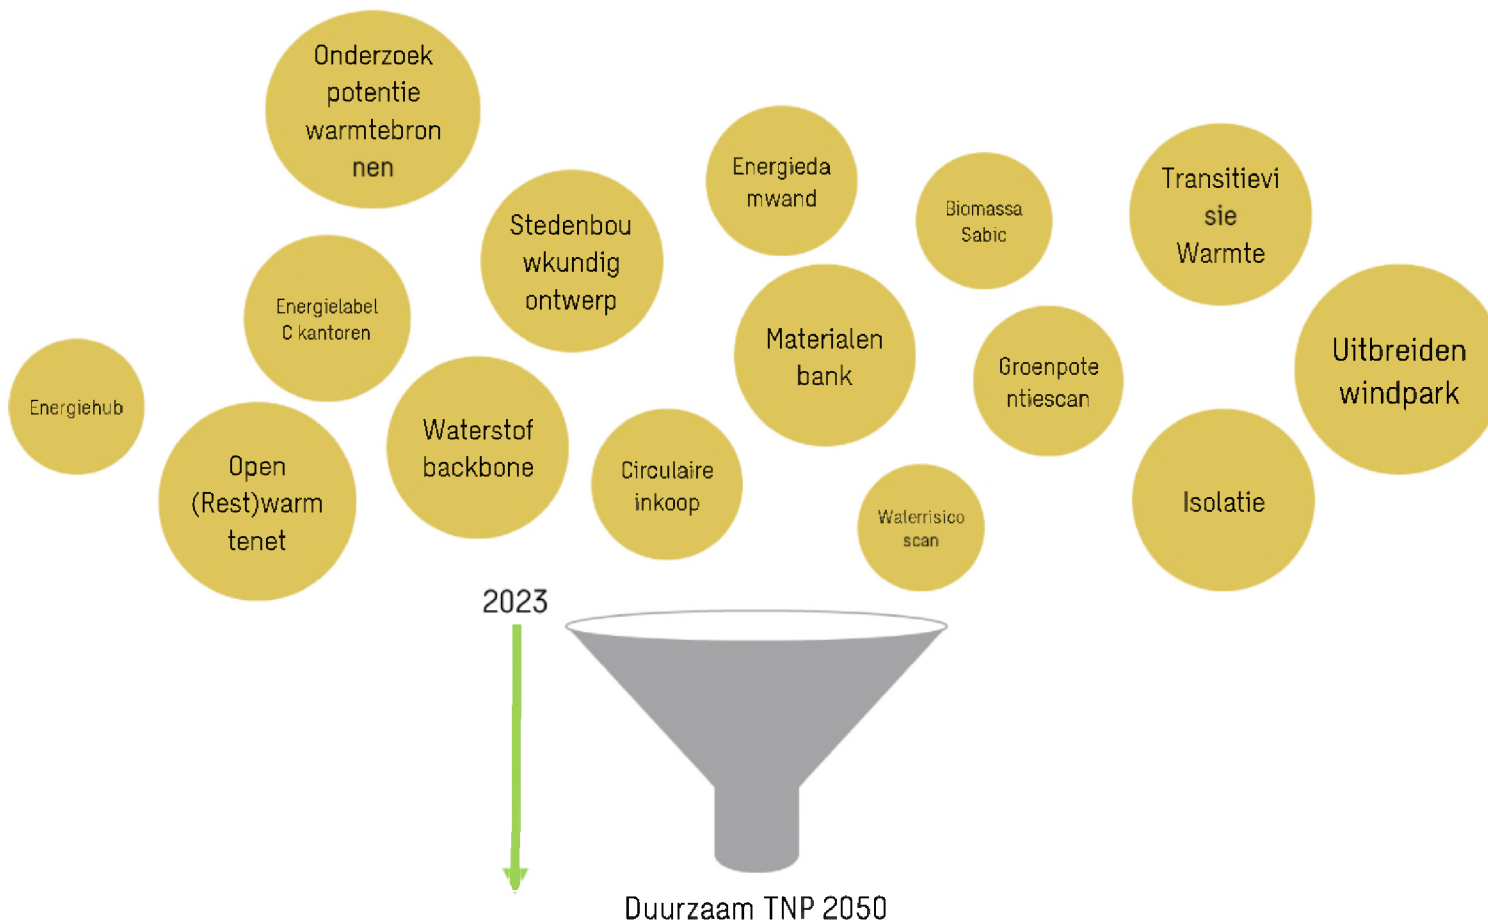 Onderzoek
potentie
warmtebron
nen
Energieda
mwand
Biomassa
Sabic
Transitievi
sie
Warmte
Stedenbou
wkundig
ontwerp
Energielabel
C kantoren
Materialen
bank
Groenpote
ntiescan
Uitbreiden
windpark
Energiehub
Open
(Rest)warm
tenet
Waterstof
backbone
Circulaire
inkoop
Waterrisico
scan
Isolatie
2023
Duurzaam TNP 2050